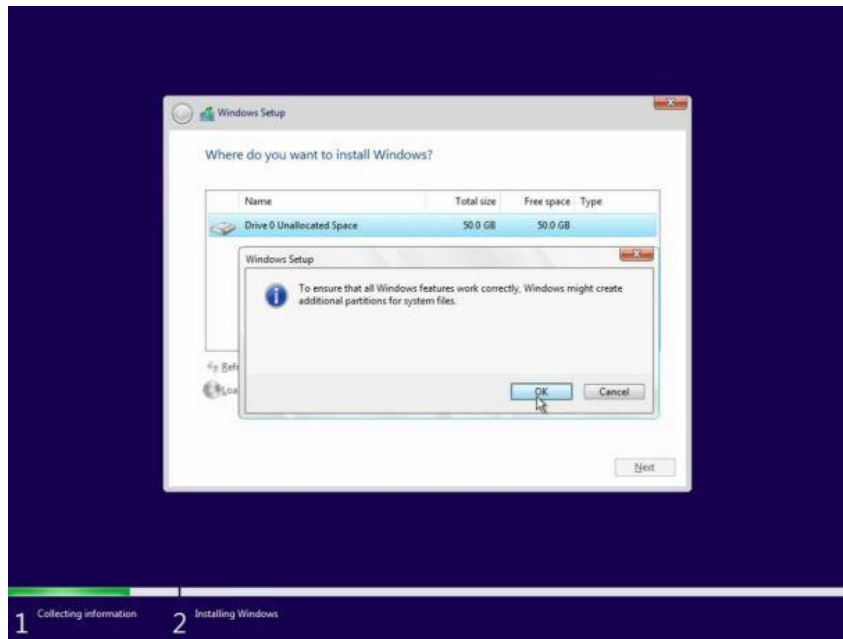 Windows Setup
Where do you want to install Windows?
Name Total size Free space Type
Drive 0 Unallocated Space 50.0 GB 50.0 GB
Windows Setup
To ensure that all Windows features work correctly, Windows might create
additional partitions for system files.
Refr
Loa
OK Cancel
Next
1 Collecting information 2 Installing Windows